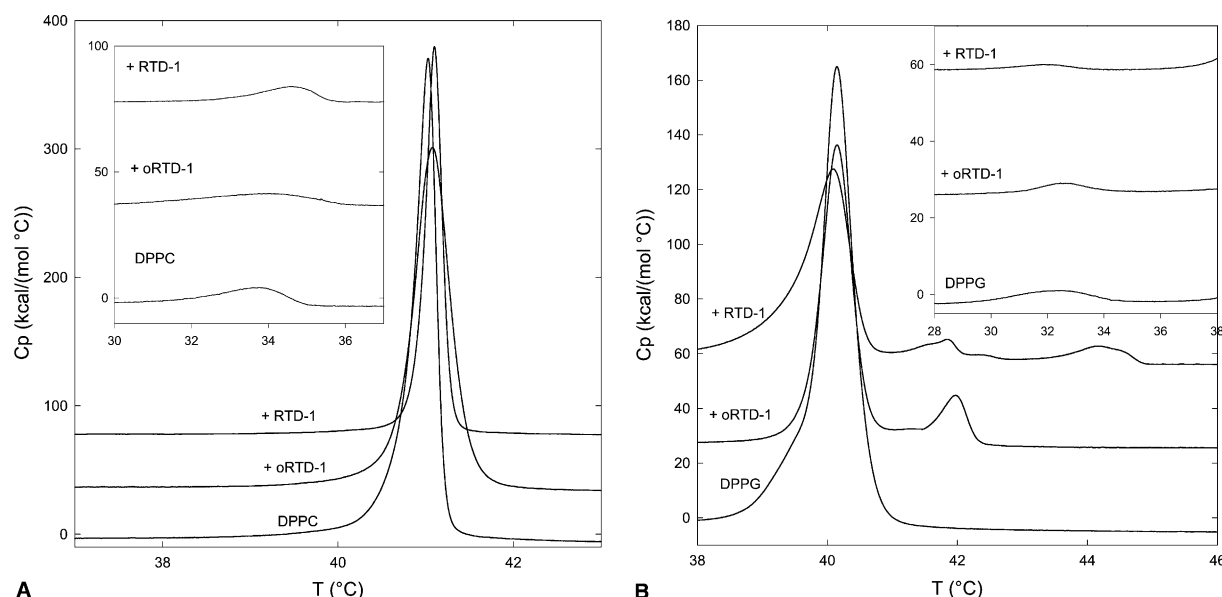 400
300
200
100
0
Cp (kcal/(mol °C))
100
50
0
+ RTD-1
+ oRTD-1
DPPC
30 32 34 36
+ RTD-1
+ oRTD-1
DPPC
38 40 42
T (°C)
A
180
160
140
120
100
80
60
40
20
0
Cp (kcal/(mol °C))
60
40
20
0
+ RTD-1
+ oRTD-1
DPPG
28 30 32 34 36 38
+ RTD-1
+ oRTD-1
DPPG
38 40 42 44 46
T (°C)
B